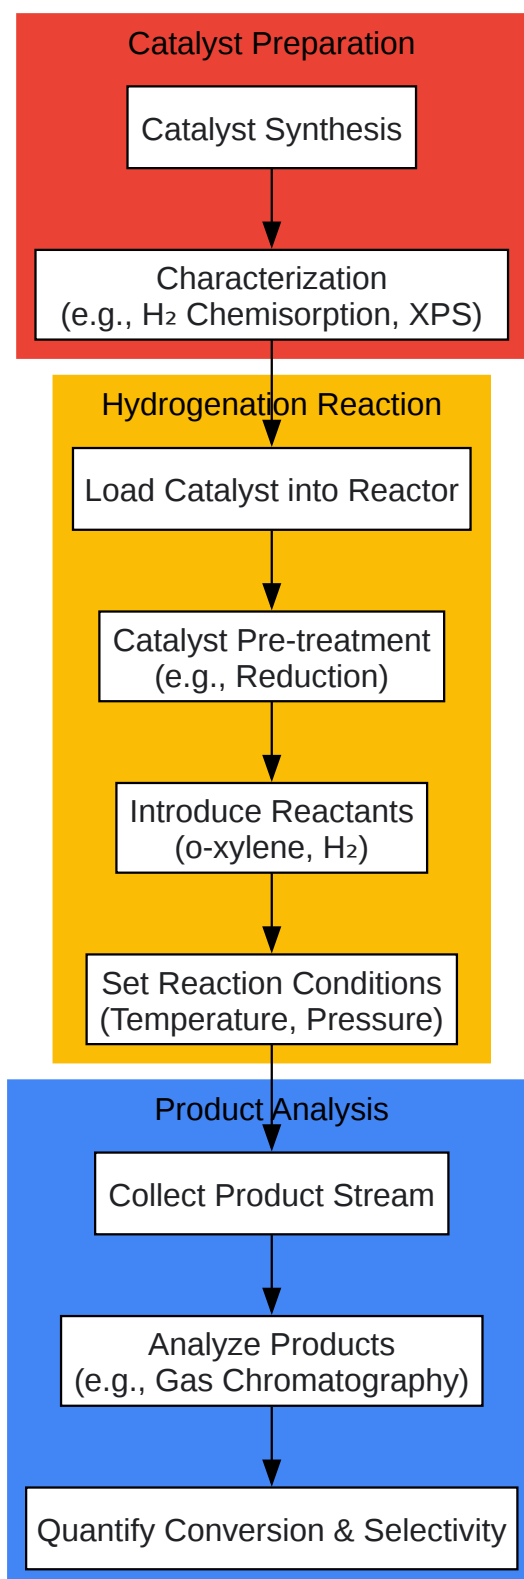 Catalyst Preparation
Catalyst Synthesis
Characterization
(e.g., H₂ Chemisorption, XPS)
Hydrogenation Reaction
Load Catalyst into Reactor
Catalyst Pre-treatment
(e.g., Reduction)
Introduce Reactants
(o-xylene, H₂)
Set Reaction Conditions
(Temperature, Pressure)
Product Analysis
Collect Product Stream
Analyze Products
(e.g., Gas Chromatography)
Quantify Conversion & Selectivity